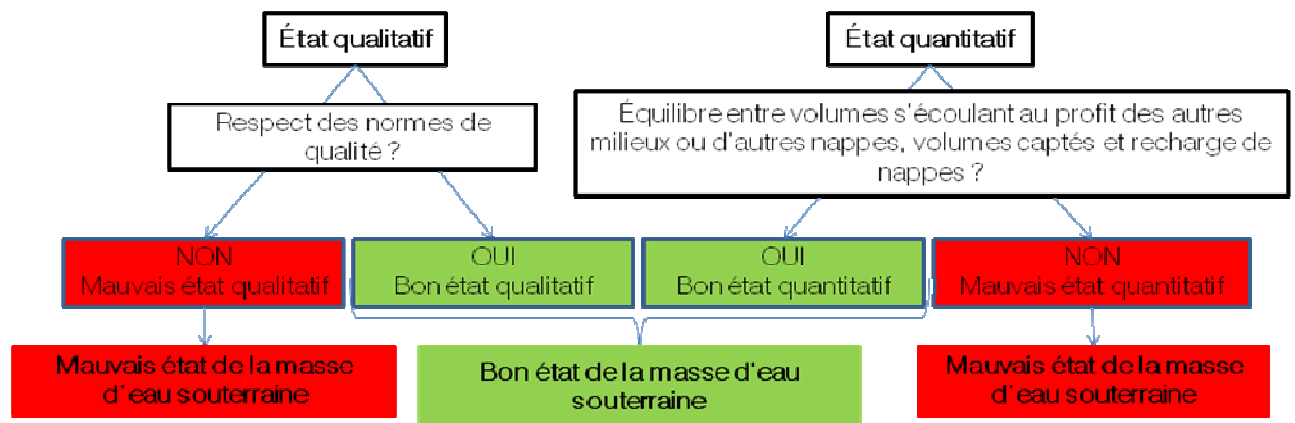 État qualitatif
État quantitatif
Respect des normes de
qualité ?
Équilibre entre volumes s'écoulant au profit des autres
milieux ou d'autres nappes, volumes captés et recharge de
nappes ?
NON
Mauvais état qualitatif
OUI
Bon état qualitatif
OUI
Bon état quantitatif
NON
Mauvais état quantitatif
Mauvais état de la masse
d'eau souterraine
Bon état de la masse d'eau
souterraine
Mauvais état de la masse
d'eau souterraine